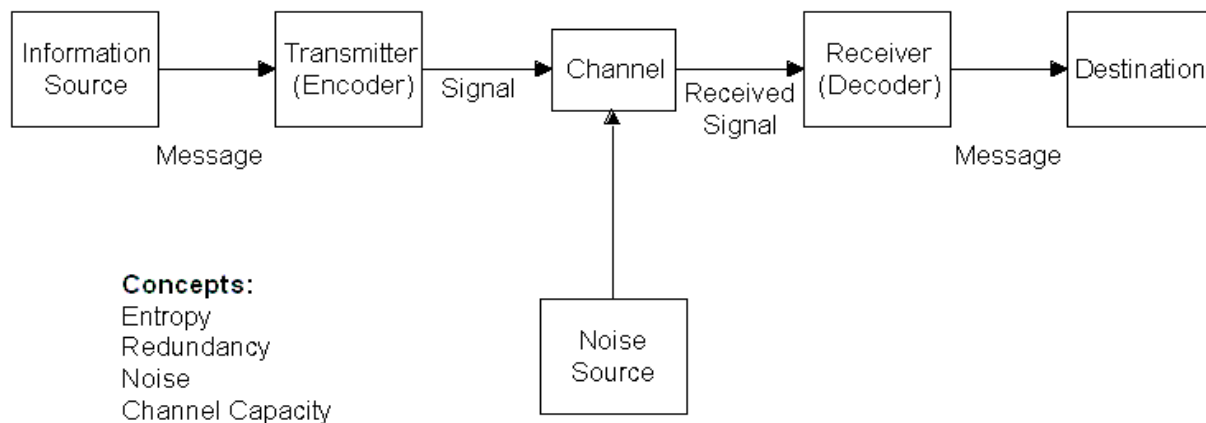 Information
Source
Transmitter
(Encoder)
Channel
Receiver
(Decoder)
Destination
Signal
Received
Signal
Message
Message
Concepts:
Entropy
Redundancy
Noise
Channel Capacity
Noise
Source